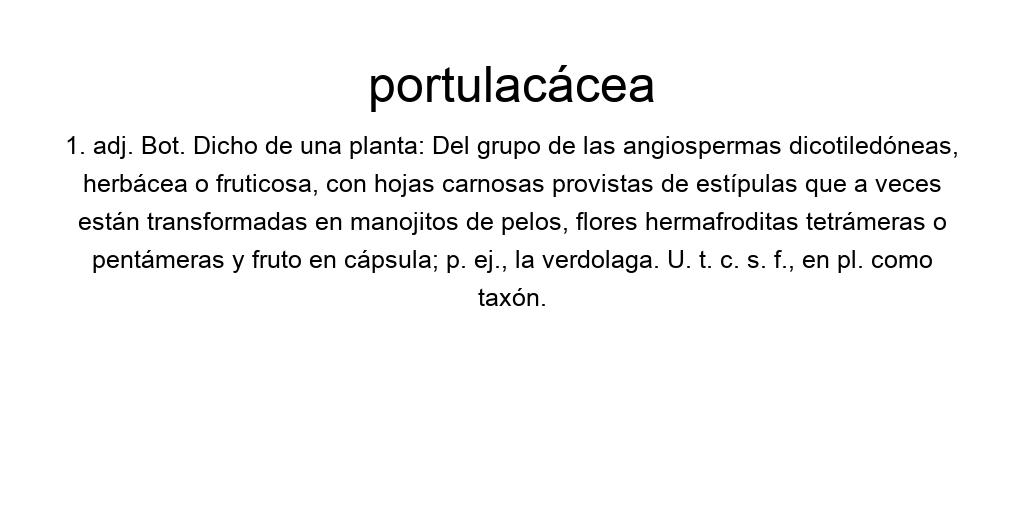 portulacácea
1. adj. Bot. Dicho de una planta: Del grupo de las angiospermas dicotiledóneas,
herbácea o fruticosa, con hojas carnosas provistas de estípulas que a veces
están transformadas en manojitos de pelos, flores hermafroditas tetrámeras o
pentámeras y fruto en cápsula; p. ej., la verdolaga. U. t. c. s. f., en pl. como
taxón.